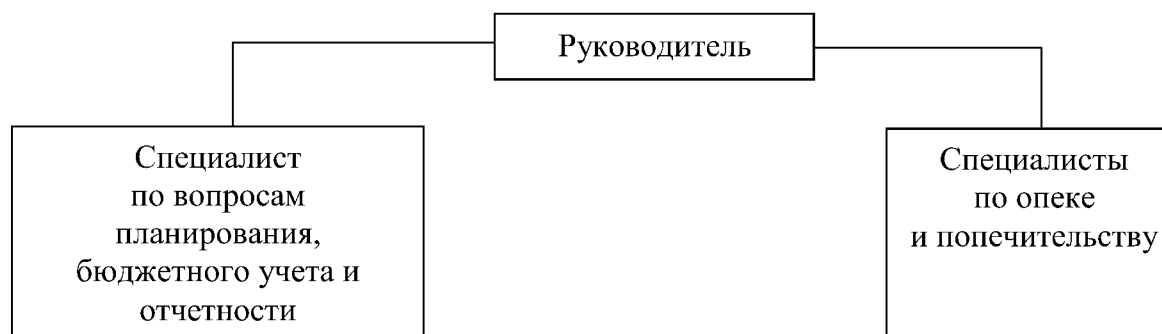 Руководитель
Специалист
по вопросам
планирования,
бюджетного учета и
отчетности
Специалисты
по опеке
и попечительству